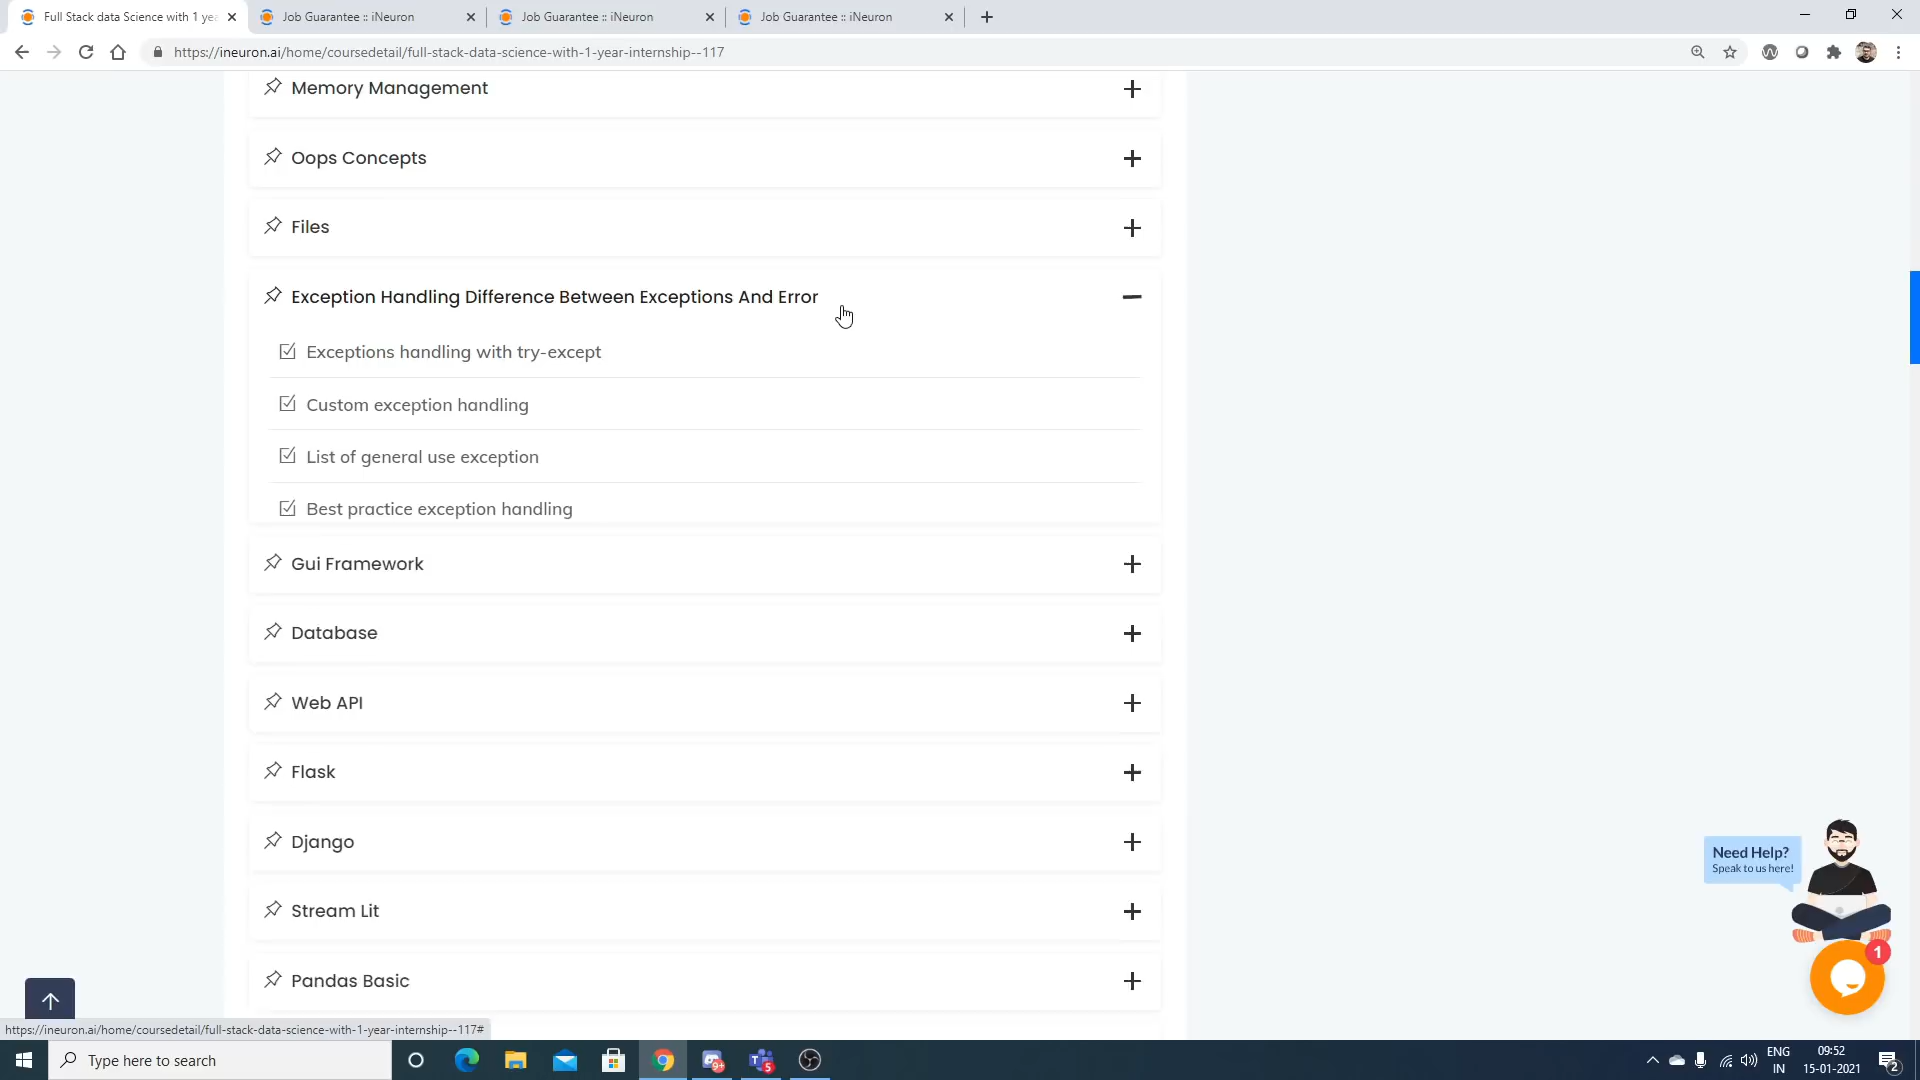 Full Stack data Science with 1 yea
Job Guarantee :: iNeuron
Job Guarantee :: iNeuron
Job Guarantee :: iNeuron
https://ineuron.ai/home/coursedetail/full-stack-data-science-with-1-year-internship--117
Memory Management
Oops Concepts
Files
Exception Handling Difference Between Exceptions And Error
Exceptions handling with try-except
Custom exception handling
List of general use exception
Best practice exception handling
Gui Framework
Database
Web API
Flask
Django
Stream Lit
Pandas Basic
Need Help?
Speak to us here!
1
https://ineuron.ai/home/coursedetail/full-stack-data-science-with-1-year-internship--117#
Type here to search
9+
T
5
ENG
IN
09:52
15-01-2021
2